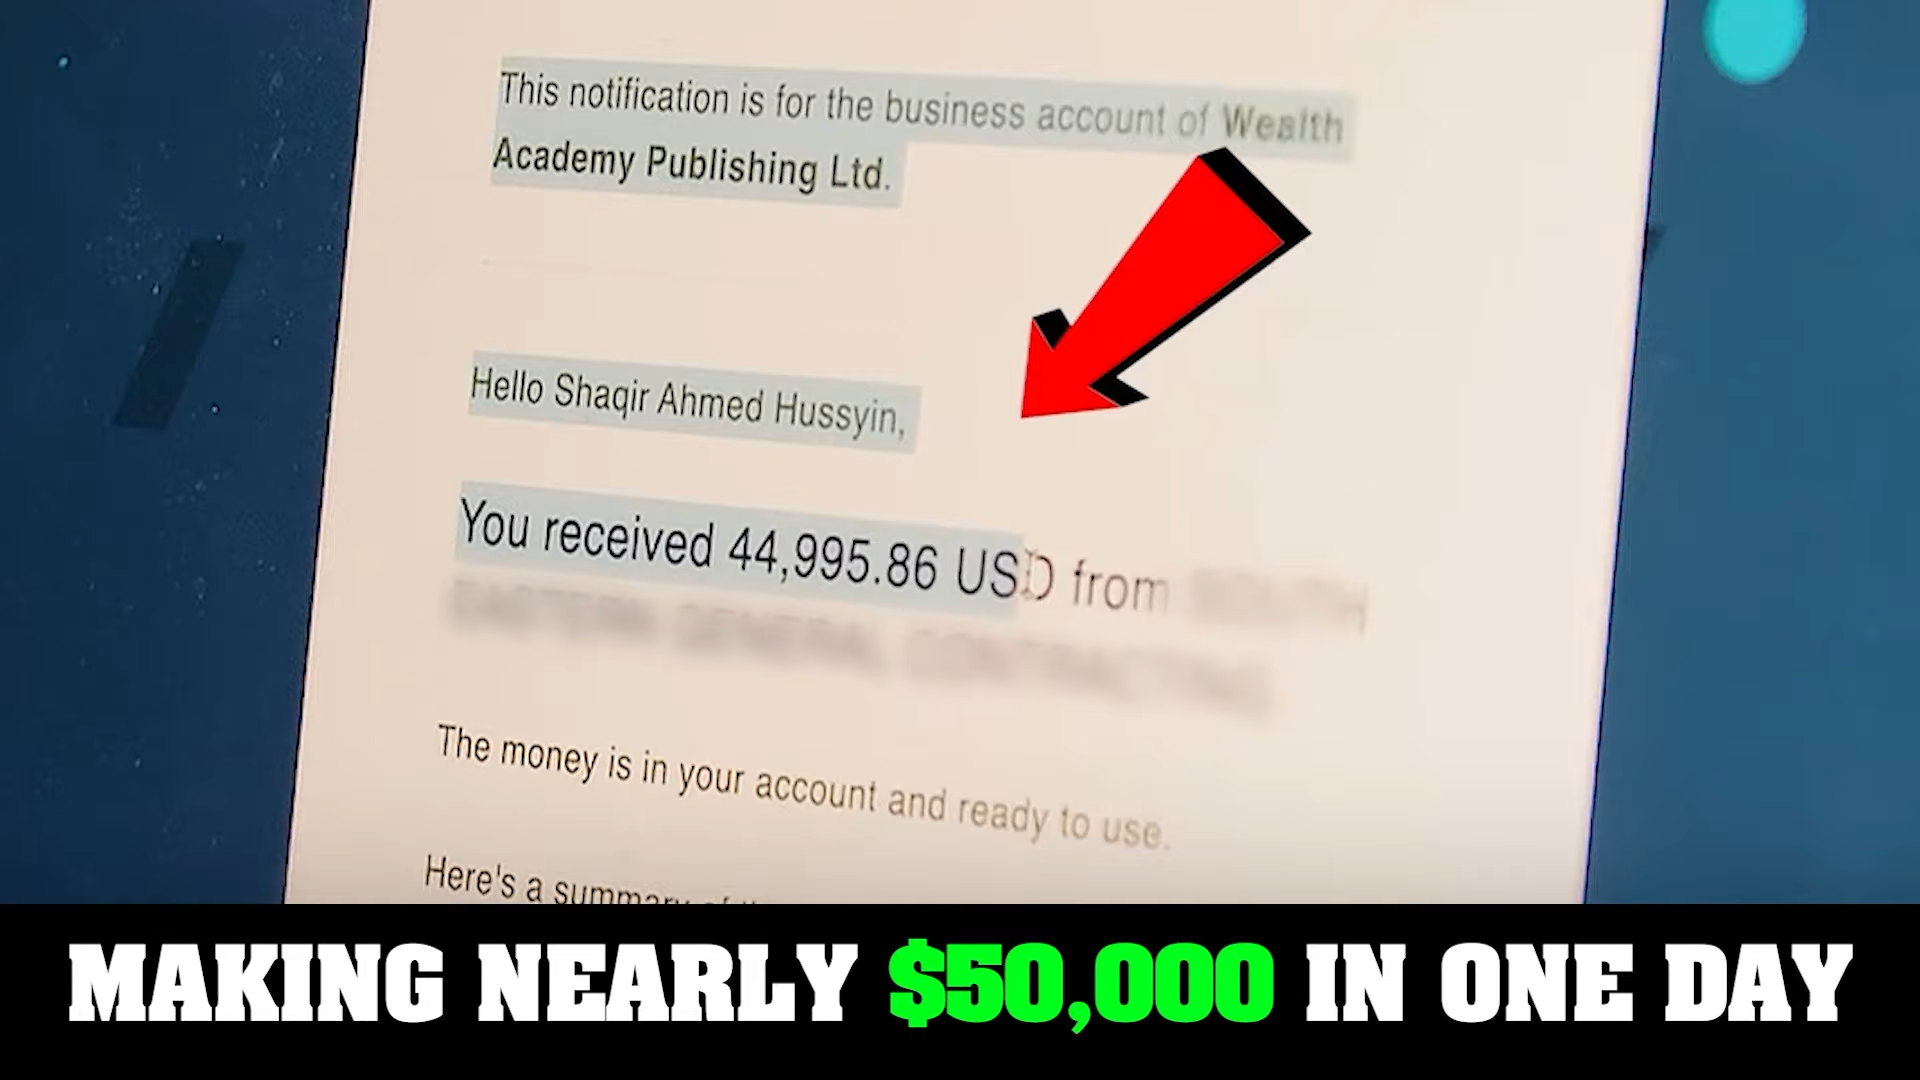 This notification is for the business account of Wealth
Academy Publishing Ltd.
Hello Shaqir Ahmed Hussyin,
You received 44,995.86 USD from
The money is in your account and ready to use.
Here's a summary of
MAKING NEARLY $50,000 IN ONE DAY